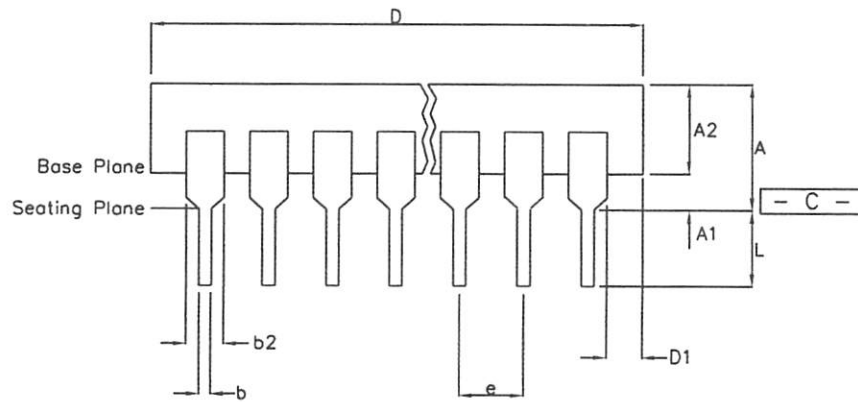 D
A2
A
Base Plane
Seating Plane
- C -
A1
L
b2
D1
b
e